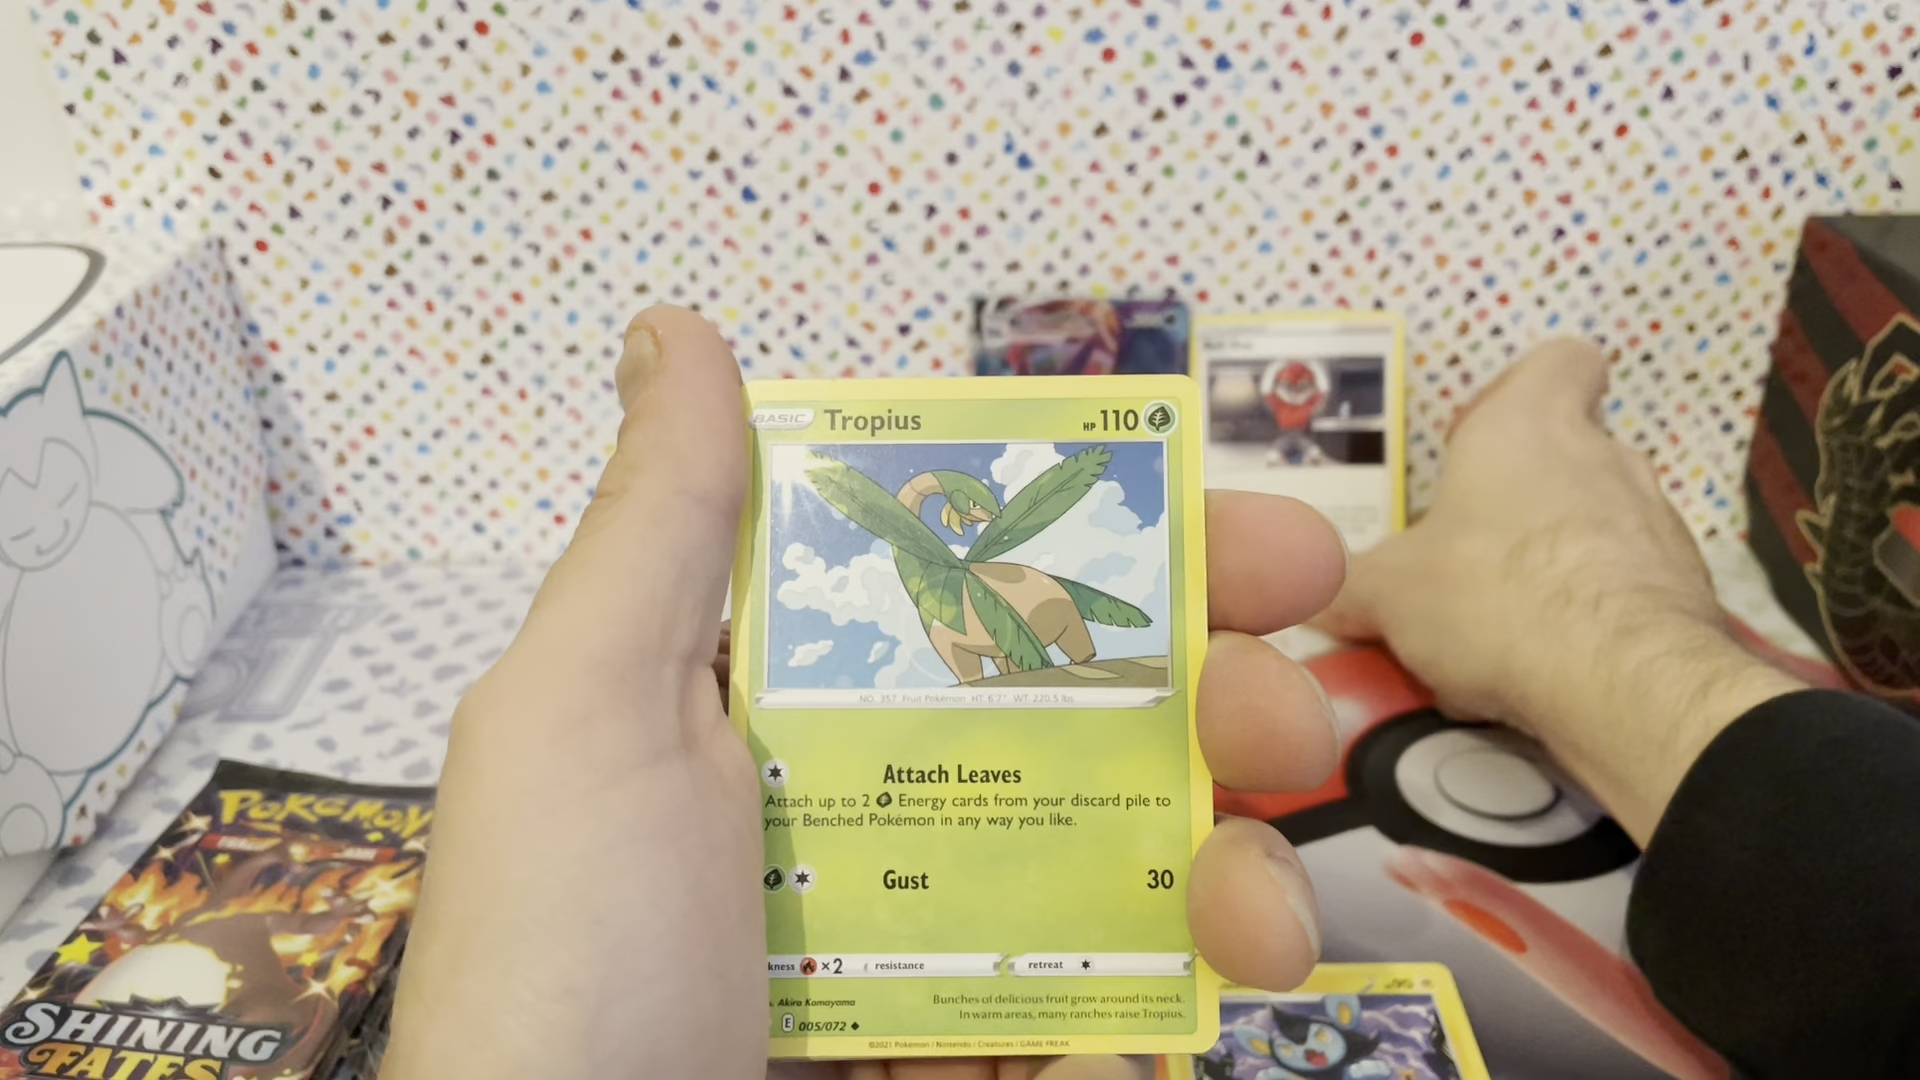 BASIC Tropius HP 110
NO. 357 Fruit Pokémon HT 6'7" WT 220.5 lbs
Attach Leaves
Attach up to 2 Energy cards from your discard pile to
your Benched Pokémon in any way you like.
Gust 30
kness ×2 resistance retreat
Akira Komayama
Bunches of delicious fruit grow around its neck.
In warm areas, many ranches raise Tropius.
E 005/072
©2021 Pokémon / Nintendo / Creatures / GAME FREAK
POKÉMON
SHINING
FATES